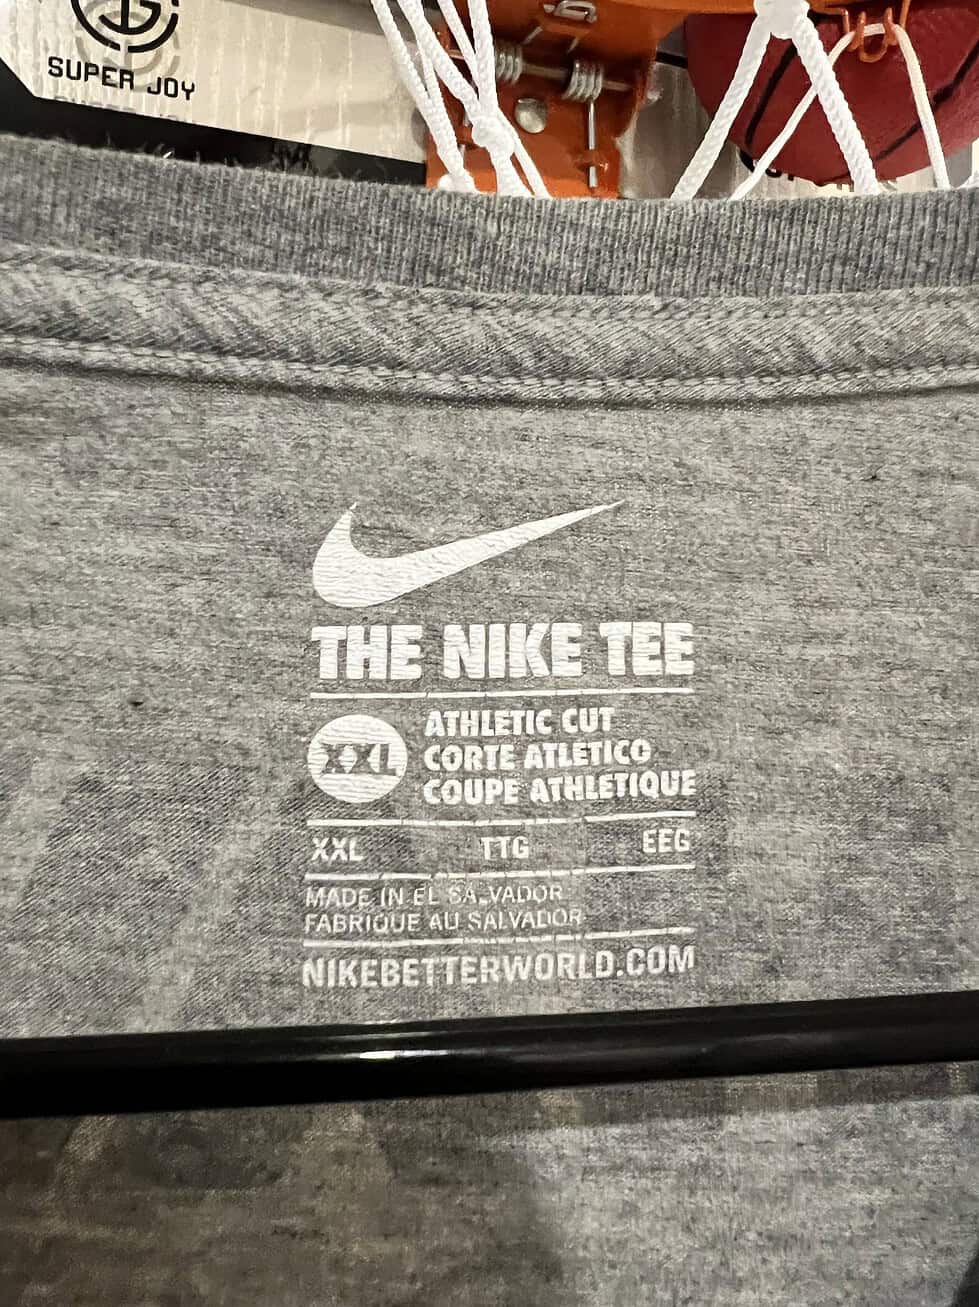 SUPER JOY
THE NIKE TEE
XXL
ATHLETIC CUT
CORTE ATLETICO
COUPE ATHLETIQUE
XXL TTG EEG
MADE IN EL SALVADOR
FABRIQUE AU SALVADOR
NIKEBETTERWORLD.COM